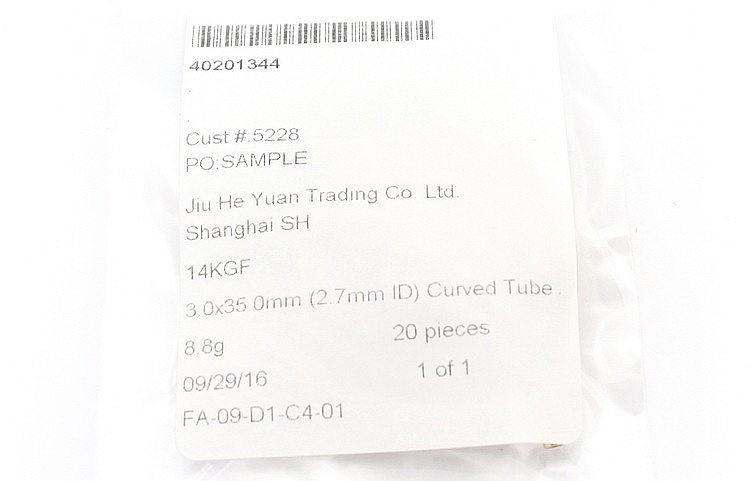 40201344
.
.
Cust #:5228
PO:SAMPLE
Jiu He Yuan Trading Co. Ltd.
Shanghai SH
14KGF
3.0x35.0mm (2.7mm ID) Curved Tube .
8.8g 20 pieces
09/29/16 1 of 1
FA-09-D1-C4-01